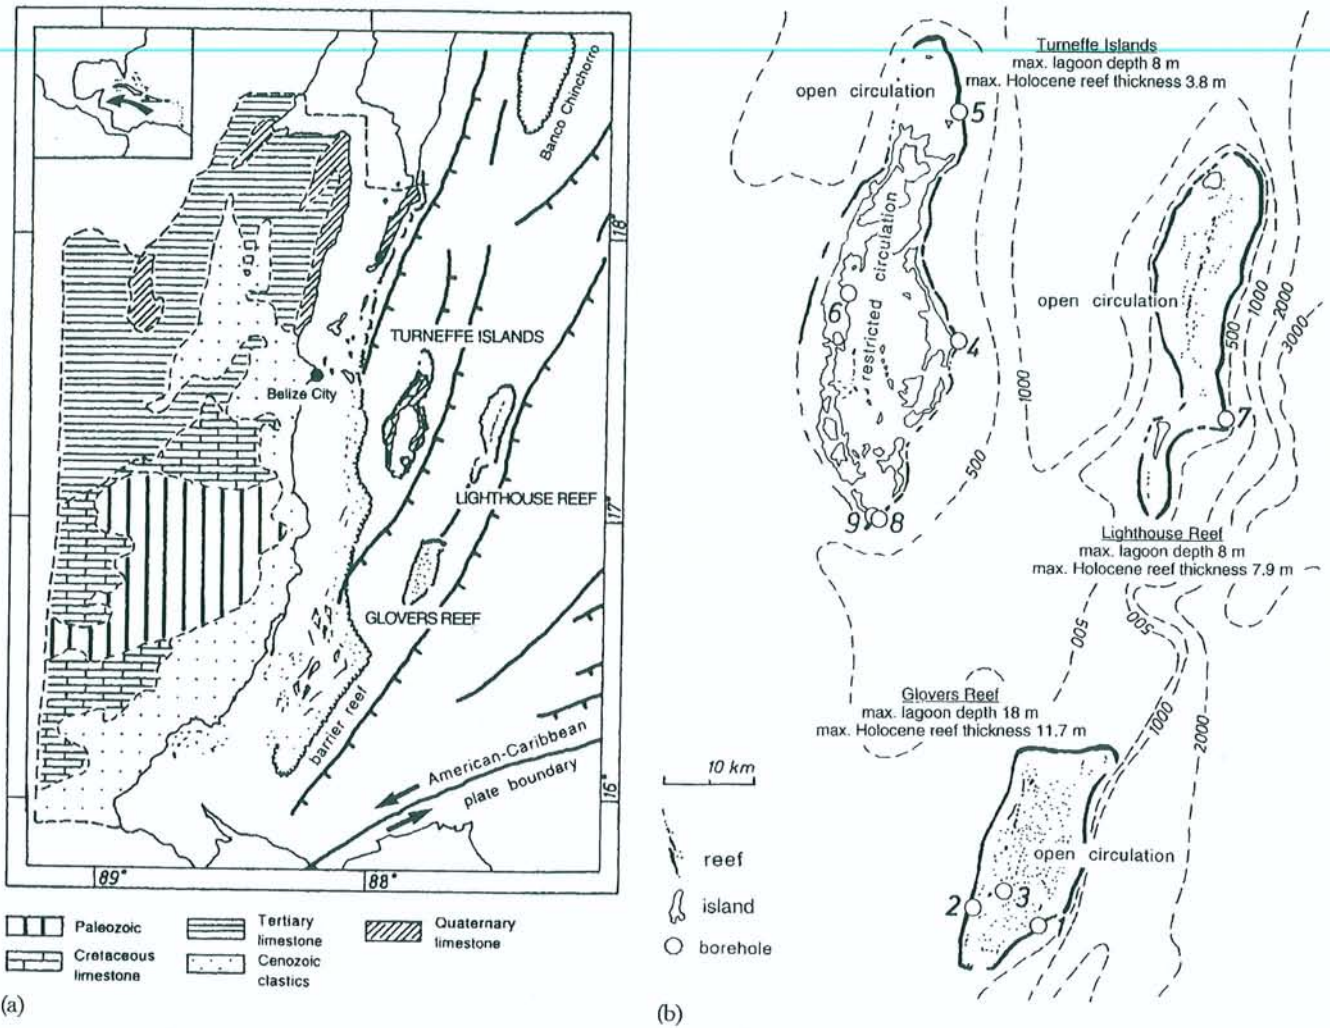 Banco Chinchorro
18°
TURNEFFE ISLANDS
Belize City
LIGHTHOUSE REEF
17°
GLOVERS REEF
barrier reef
American-Caribbean
plate boundary
16°
89°
88°
Paleozoic
Cretaceous
limestone
Tertiary
limestone
Cenozoic
clastics
Quaternary
limestone
(a)
Turneffe Islands
max. lagoon depth 8 m
max. Holocene reef thickness 3.8 m
open circulation
5
restricted circulation
6
4
9
8
1000
500
open circulation
500
1000
2000
3000
7
Lighthouse Reef
max. lagoon depth 8 m
max. Holocene reef thickness 7.9 m
500
500
1000
2000
Glovers Reef
max. lagoon depth 18 m
max. Holocene reef thickness 11.7 m
open circulation
2
3
1
10 km
reef
island
borehole
(b)